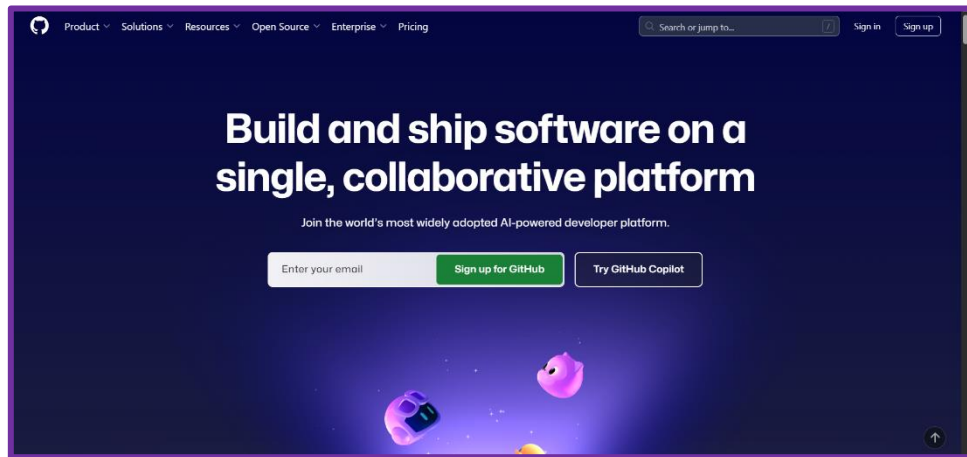 Product Solutions Resources Open Source Enterprise Pricing Search or jump to... / Sign in Sign up
Build and ship software on a
single, collaborative platform
Join the world's most widely adopted AI-powered developer platform.
Enter your email Sign up for GitHub Try GitHub Copilot